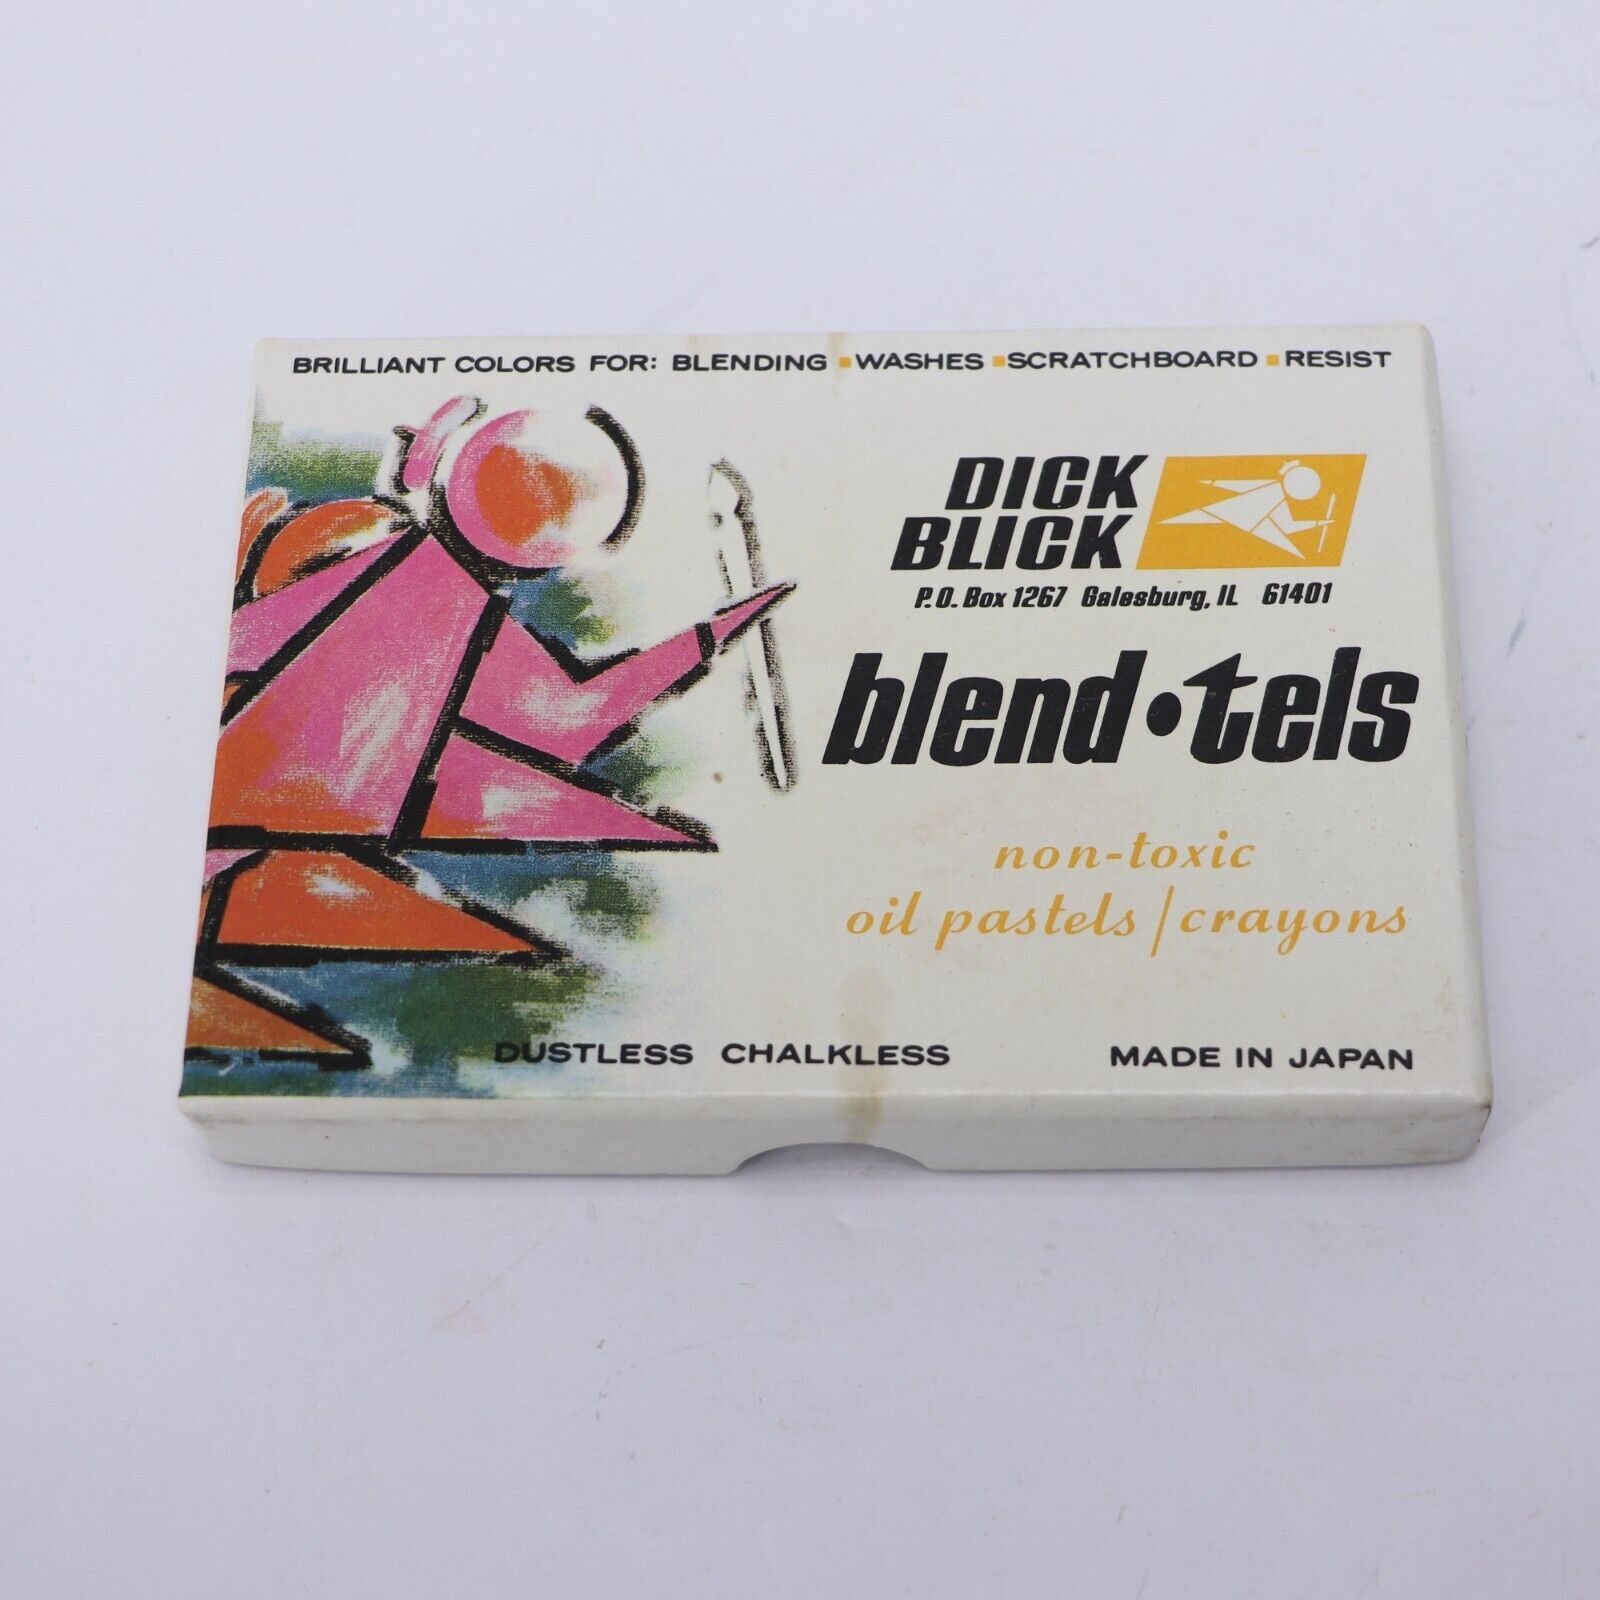 BRILLIANT COLORS FOR: BLENDING ▪ WASHES ▪ SCRATCHBOARD ▪ RESIST
DICK
BLICK
P.O. Box 1267 Galesburg, IL 61401
blend•tels
non-toxic
oil pastels/crayons
DUSTLESS CHALKLESS MADE IN JAPAN